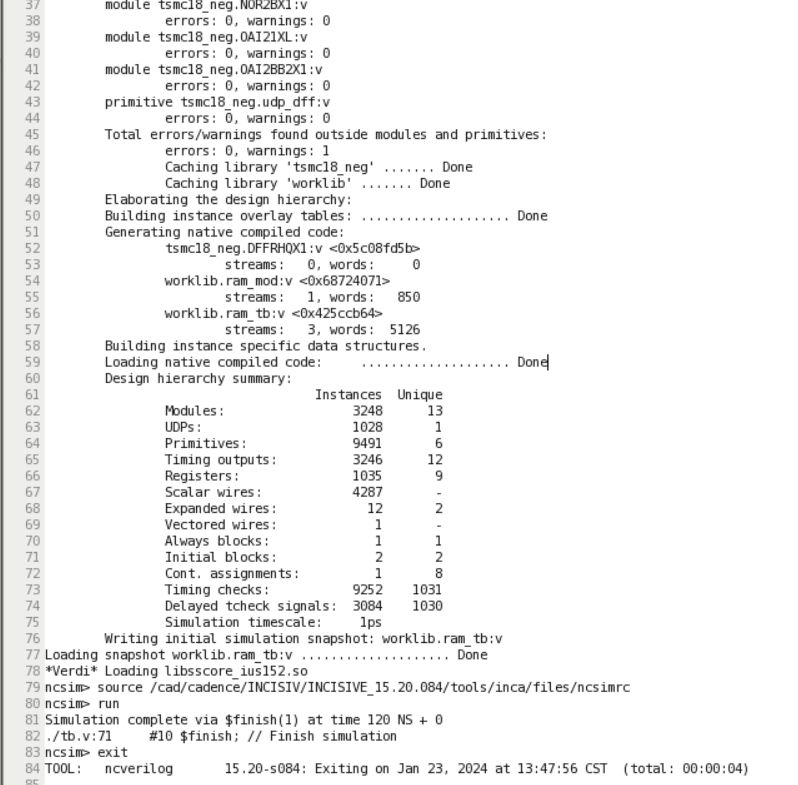 37 module tsmc18_neg.NOR2BX1:v
38 errors: 0, warnings: 0
39 module tsmc18_neg.OAI21XL:v
40 errors: 0, warnings: 0
41 module tsmc18_neg.OAI2BB2X1:v
42 errors: 0, warnings: 0
43 primitive tsmc18_neg.udp_dff:v
44 errors: 0, warnings: 0
45 Total errors/warnings found outside modules and primitives:
46 errors: 0, warnings: 1
47 Caching library 'tsmc18_neg' ....... Done
48 Caching library 'worklib' ....... Done
49 Elaborating the design hierarchy:
50 Building instance overlay tables: .................... Done
51 Generating native compiled code:
52 tsmc18_neg.DFFRHQX1:v <0x5c08fd5b>
53 streams: 0, words: 0
54 worklib.ram_mod:v <0x68724071>
55 streams: 1, words: 850
56 worklib.ram_tb:v <0x425ccb64>
57 streams: 3, words: 5126
58 Building instance specific data structures.
59 Loading native compiled code: .................... Done
60 Design hierarchy summary:
61 Instances Unique
62 Modules: 3248 13
63 UDPs: 1028 1
64 Primitives: 9491 6
65 Timing outputs: 3246 12
66 Registers: 1035 9
67 Scalar wires: 4287 -
68 Expanded wires: 12 2
69 Vectored wires: 1 -
70 Always blocks: 1 1
71 Initial blocks: 2 2
72 Cont. assignments: 1 8
73 Timing checks: 9252 1031
74 Delayed tcheck signals: 3084 1030
75 Simulation timescale: 1ps
76 Writing initial simulation snapshot: worklib.ram_tb:v
77 Loading snapshot worklib.ram_tb:v .................... Done
78 *Verdi* Loading libsscore_ius152.so
79 ncsim> source /cad/cadence/INCISIV/INCISIVE_15.20.084/tools/inca/files/ncsimrc
80 ncsim> run
81 Simulation complete via $finish(1) at time 120 NS + 0
82 ./tb.v:71 #10 $finish; // Finish simulation
83 ncsim> exit
84 TOOL: ncverilog 15.20-s084: Exiting on Jan 23, 2024 at 13:47:56 CST (total: 00:00:04)
85